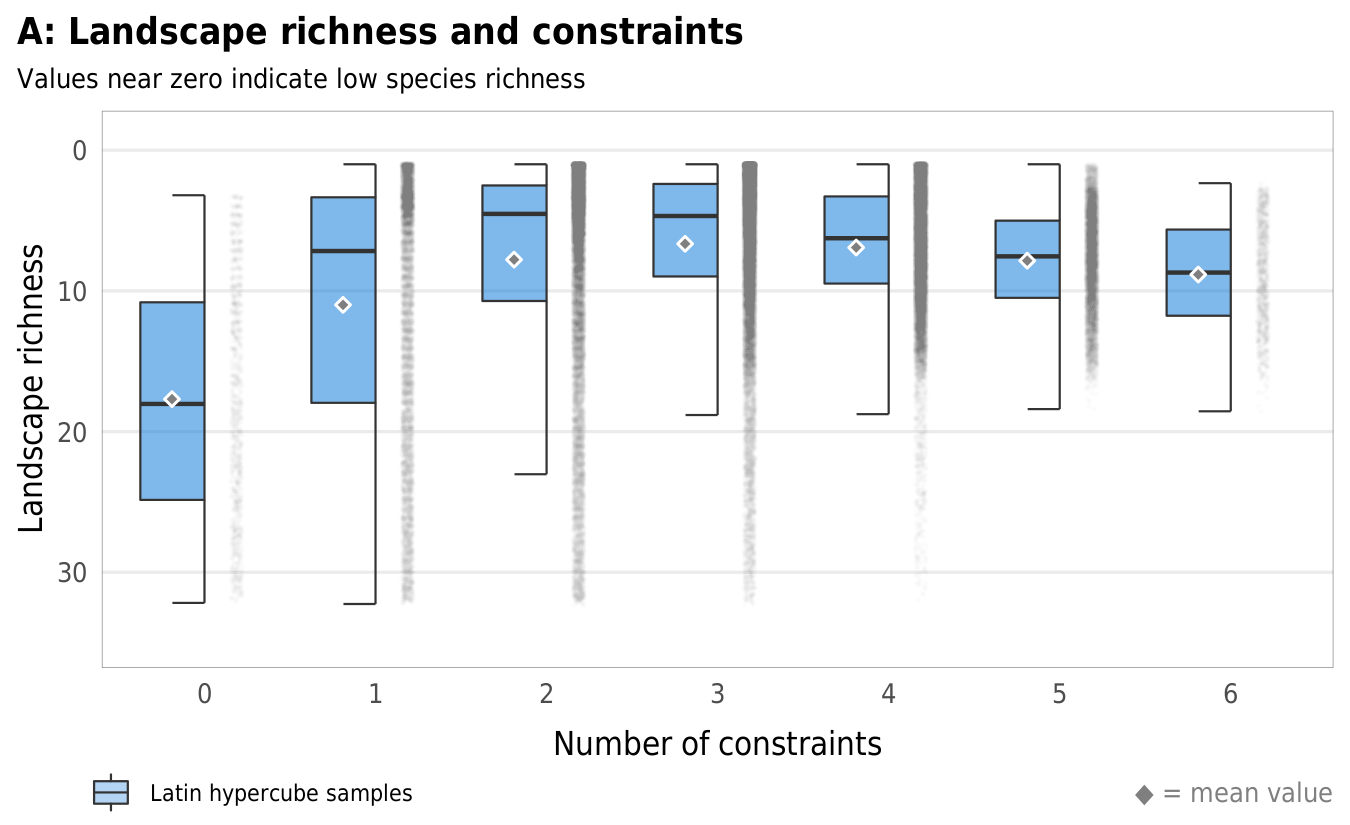 A: Landscape richness and constraints
Values near zero indicate low species richness
Landscape richness
0
10
20
30
0 1 2 3 4 5 6
Number of constraints
Latin hypercube samples
◆ = mean value